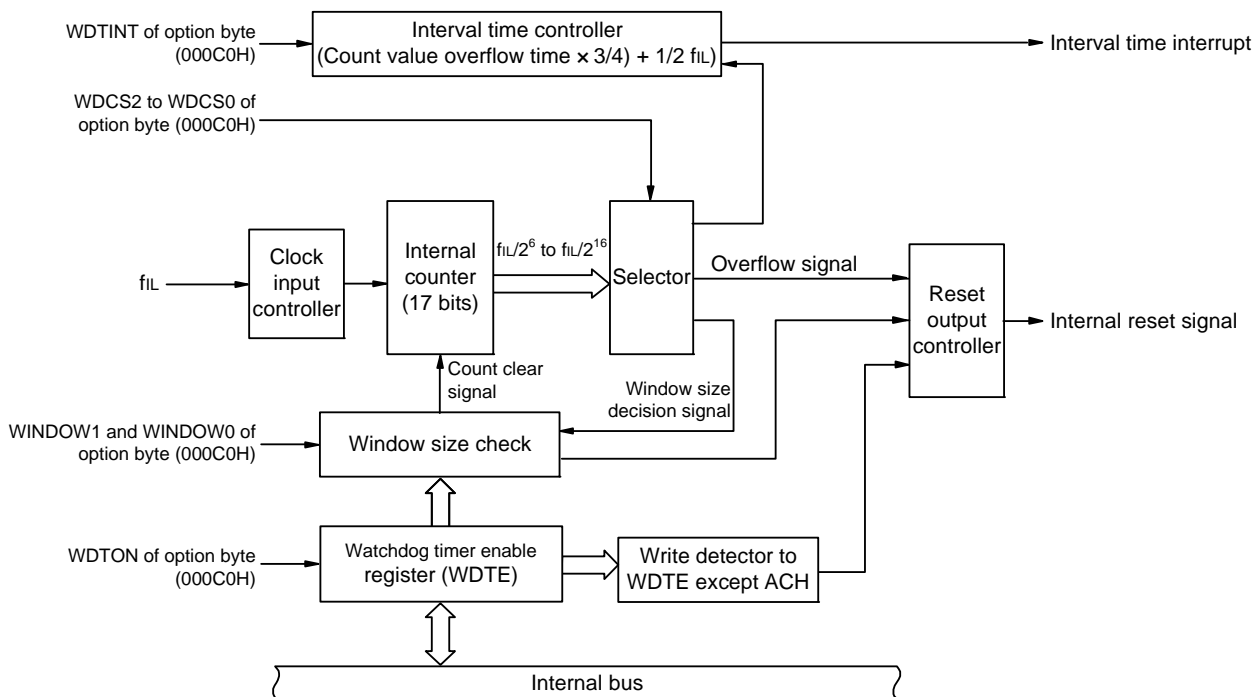 WDTINT of option byte
(000C0H)
Interval time controller
(Count value overflow time × 3/4) + 1/2 fIL)
Interval time interrupt
WDCS2 to WDCS0 of
option byte (000C0H)
fIL
Clock
input
controller
Internal
counter
(17 bits)
fIL/2⁶ to fIL/2¹⁶
Selector
Overflow signal
Reset
output
controller
Internal reset signal
Count clear
signal
Window size
decision signal
WINDOW1 and WINDOW0 of
option byte (000C0H)
Window size check
WDTON of option byte
(000C0H)
Watchdog timer enable
register (WDTE)
Write detector to
WDTE except ACH
Internal bus